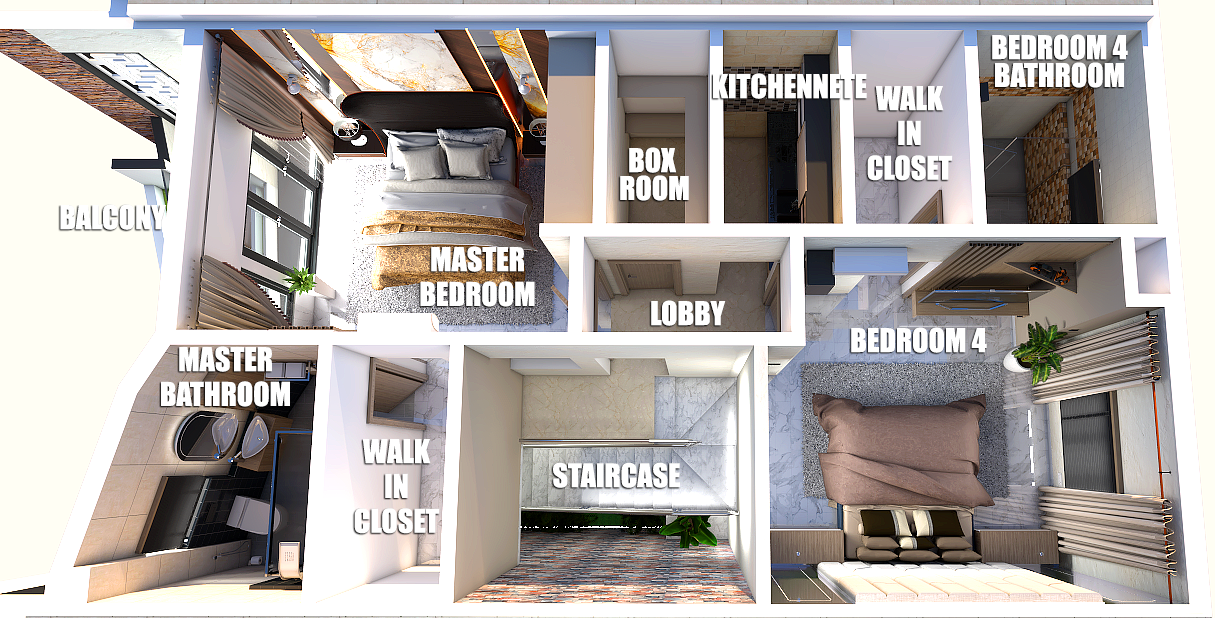 BEDROOM 4
BATHROOM
KITCHENNETE
WALK
IN
CLOSET
BOX
ROOM
BALCONY
MASTER
BEDROOM
LOBBY
BEDROOM 4
MASTER
BATHROOM
WALK
IN
CLOSET
STAIRCASE